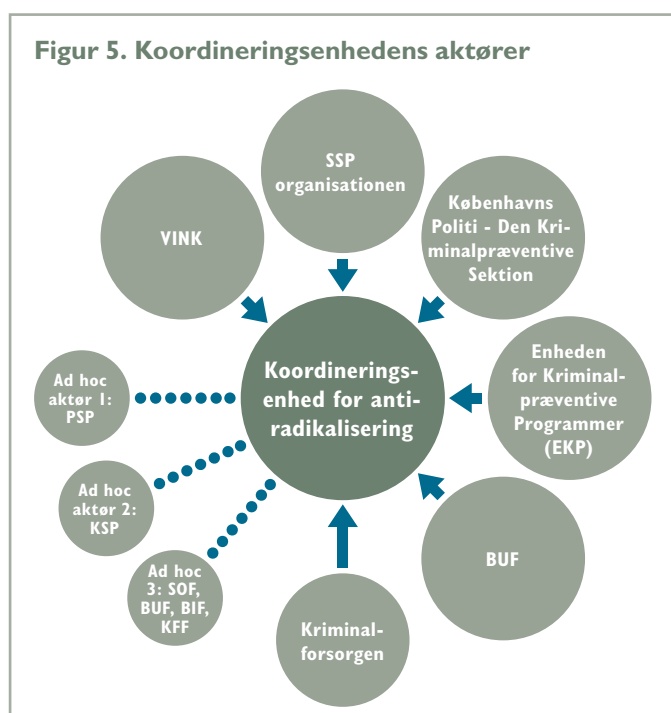 Figur 5. Koordineringsenhedens aktører
SSP
organisationen
VINK
Københavns
Politi - Den Kri-
minalpræventive
Sektion
Koordinerings-
enhed for anti-
radikalisering
Enheden
for Kriminal-
præventive
Programmer
(EKP)
Ad hoc
aktør 1:
PSP
Ad hoc
aktør 2:
KSP
Ad hoc
3: SOF,
BUF, BIF,
KFF
Kriminal-
forsorgen
BUF